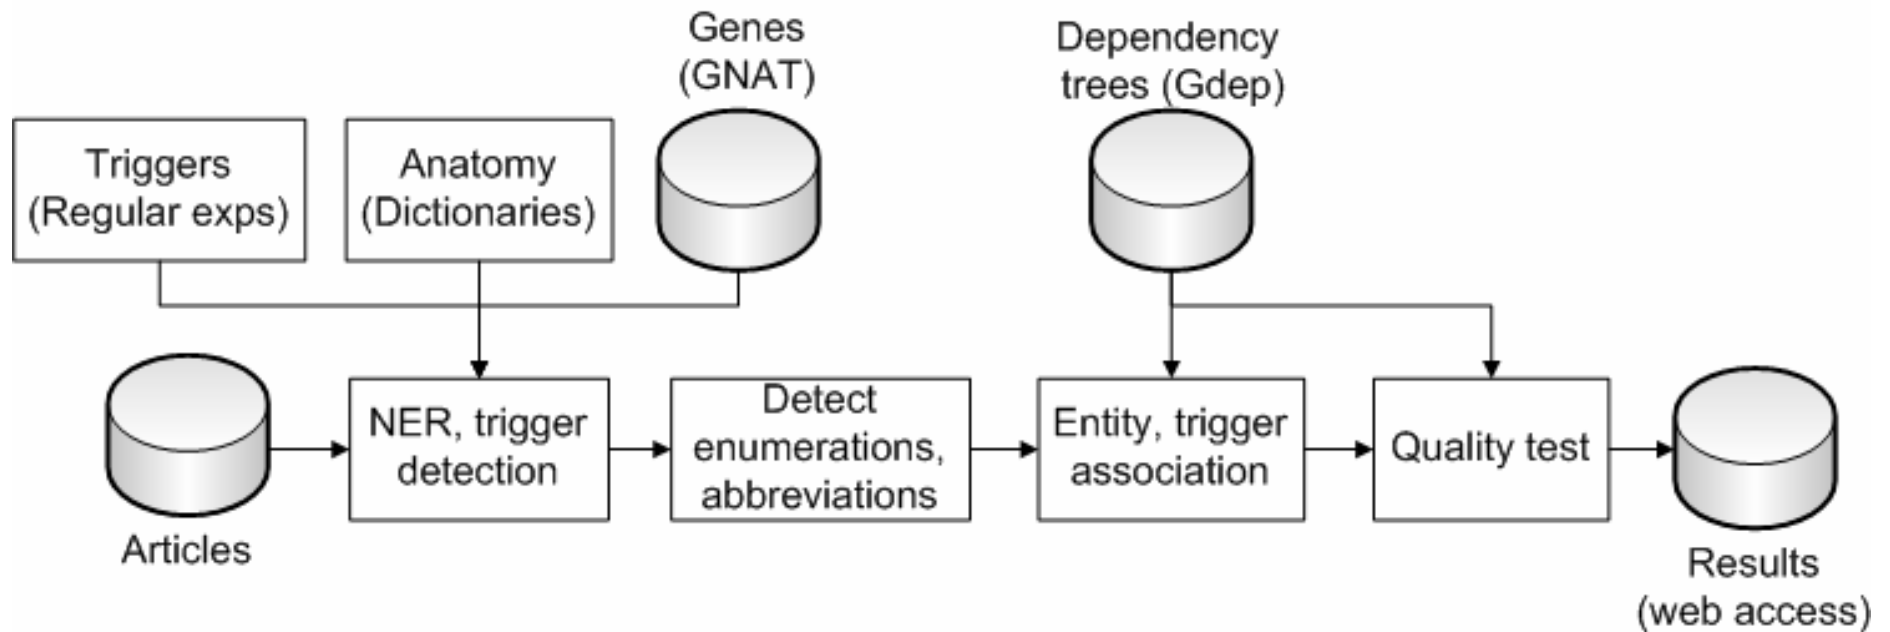 Genes
(GNAT)
Dependency
trees (Gdep)
Triggers
(Regular exps)
Anatomy
(Dictionaries)
NER, trigger
detection
Detect
enumerations,
abbreviations
Entity, trigger
association
Quality test
Articles
Results
(web access)